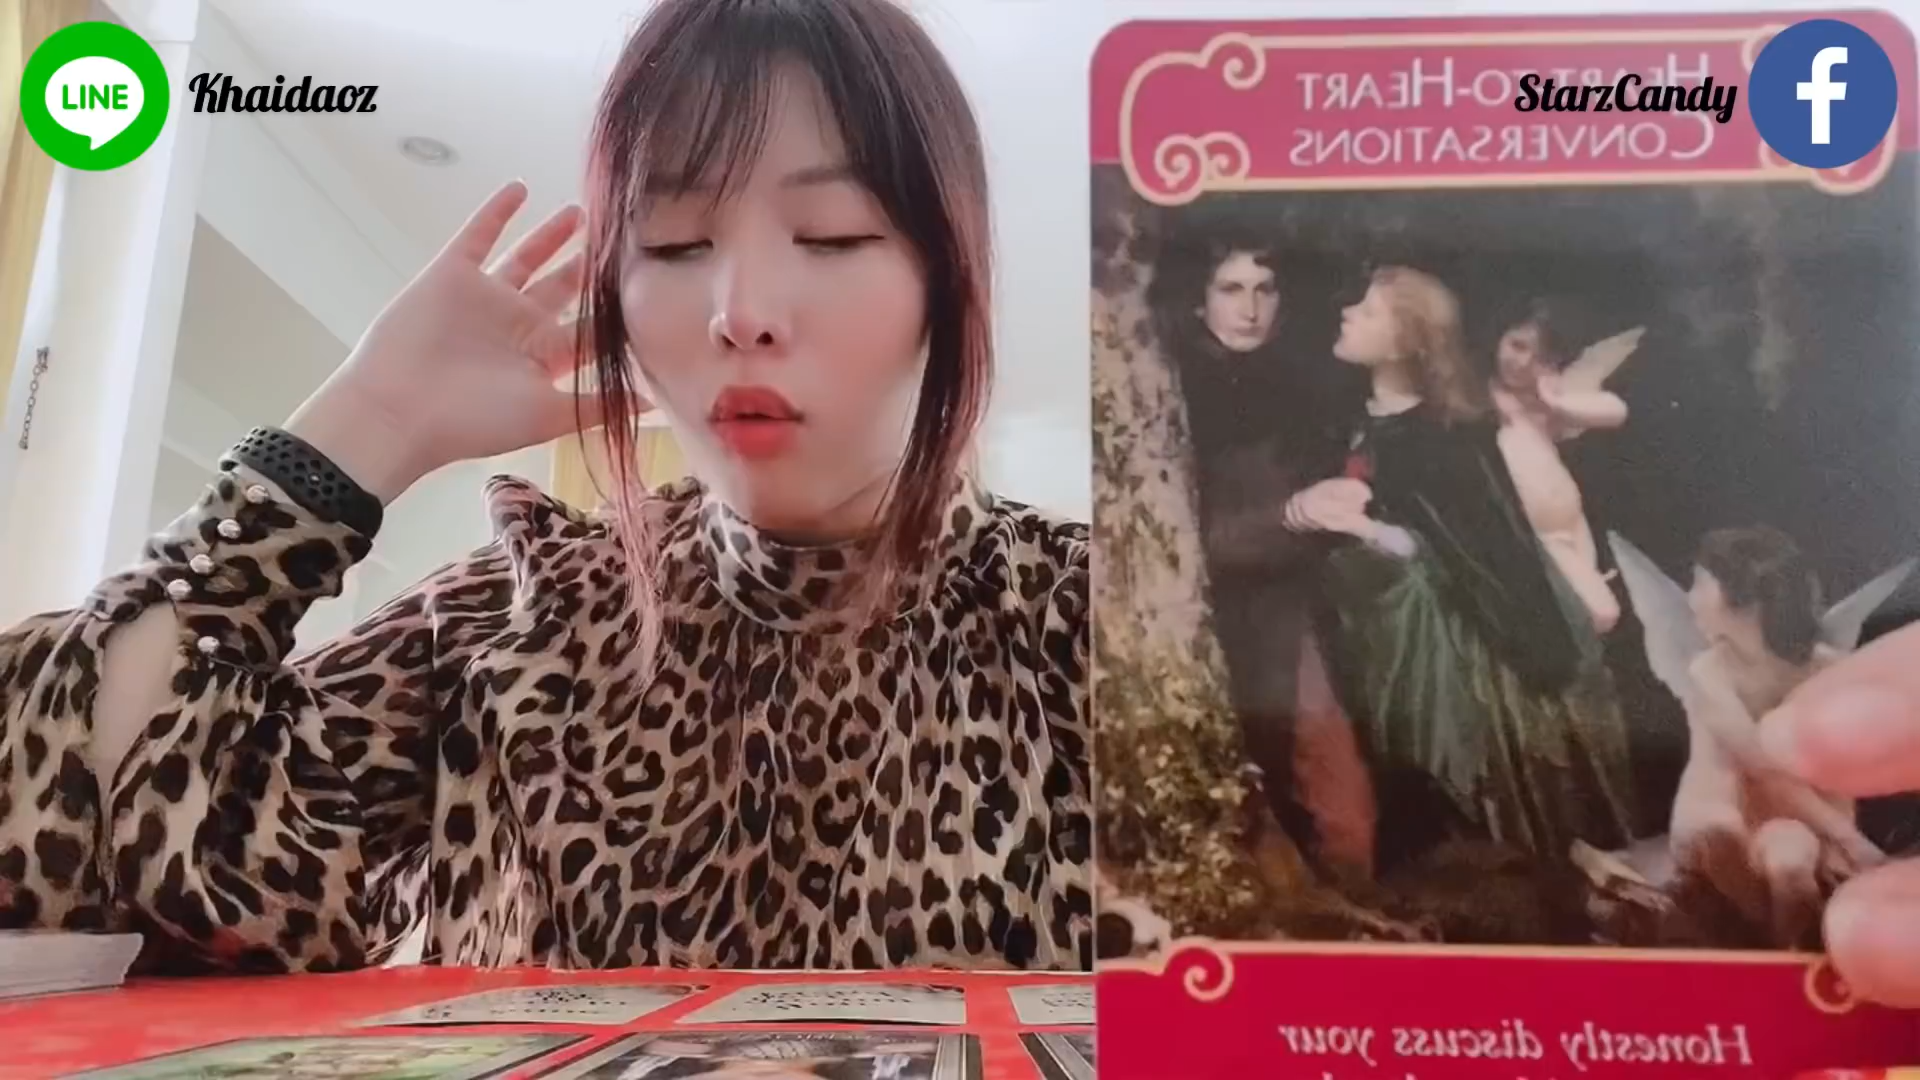 LINE
Khaidaoz
StarzCandy
f
HEART-TO-HEART
CONVERSATIONS
Honestly discuss your